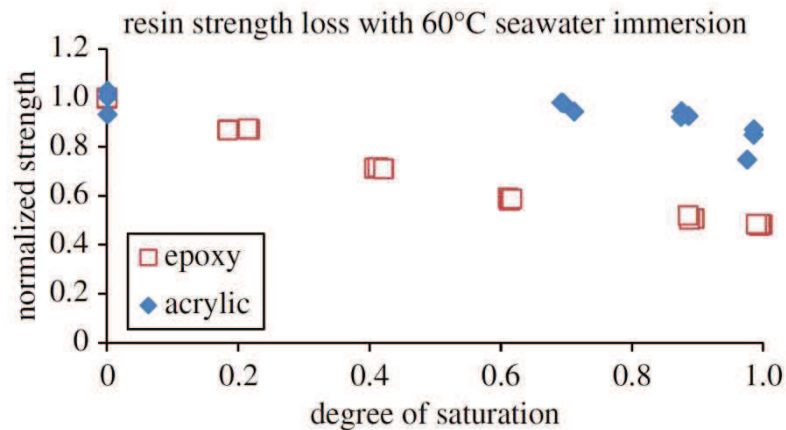 resin strength loss with 60°C seawater immersion
1.2
1.0
0.8
0.6
0.4
0.2
0
normalized strength
epoxy
acrylic
0 0.2 0.4 0.6 0.8 1.0
degree of saturation